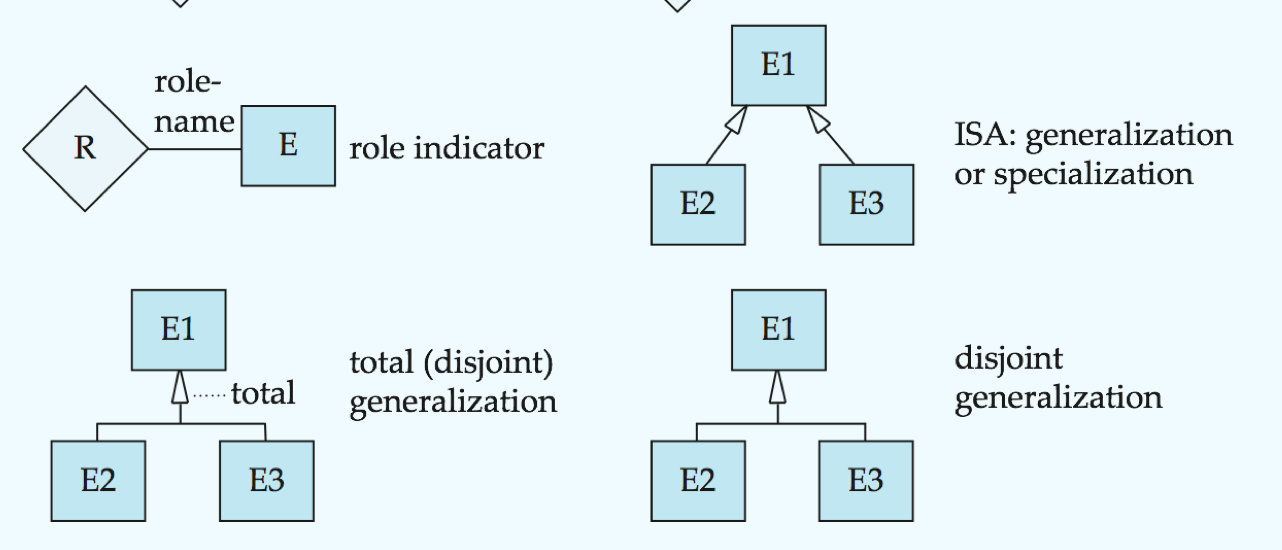 role-
name
R
E
role indicator
E1
E2
E3
ISA: generalization
or specialization
E1
total
E2
E3
total (disjoint)
generalization
E1
E2
E3
disjoint
generalization